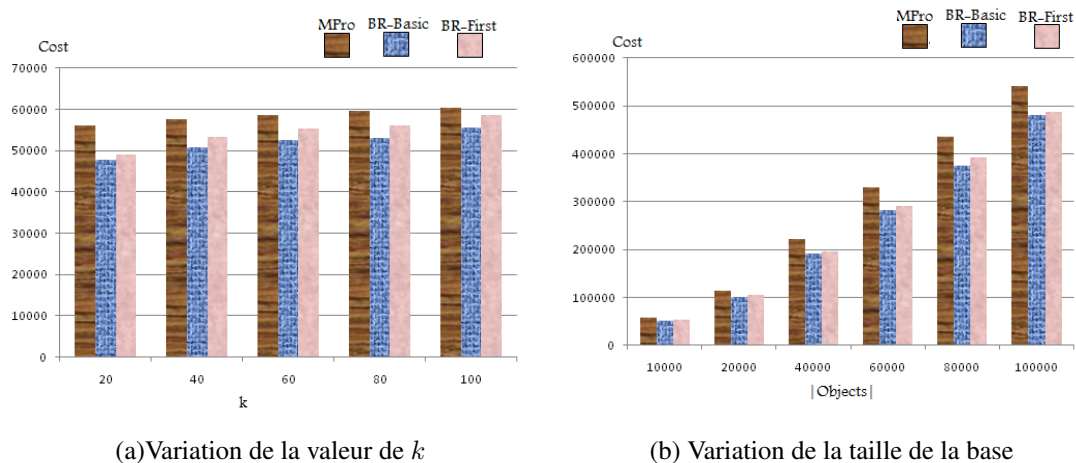 MPro BR-Basic BR-First
Cost
70000
60000
50000
40000
30000
20000
10000
0
20 40 60 80 100
k
(a)Variation de la valeur de k
MPro BR-Basic BR-First
Cost
600000
500000
400000
300000
200000
100000
0
10000 20000 40000 60000 80000 100000
|Objects|
(b) Variation de la taille de la base